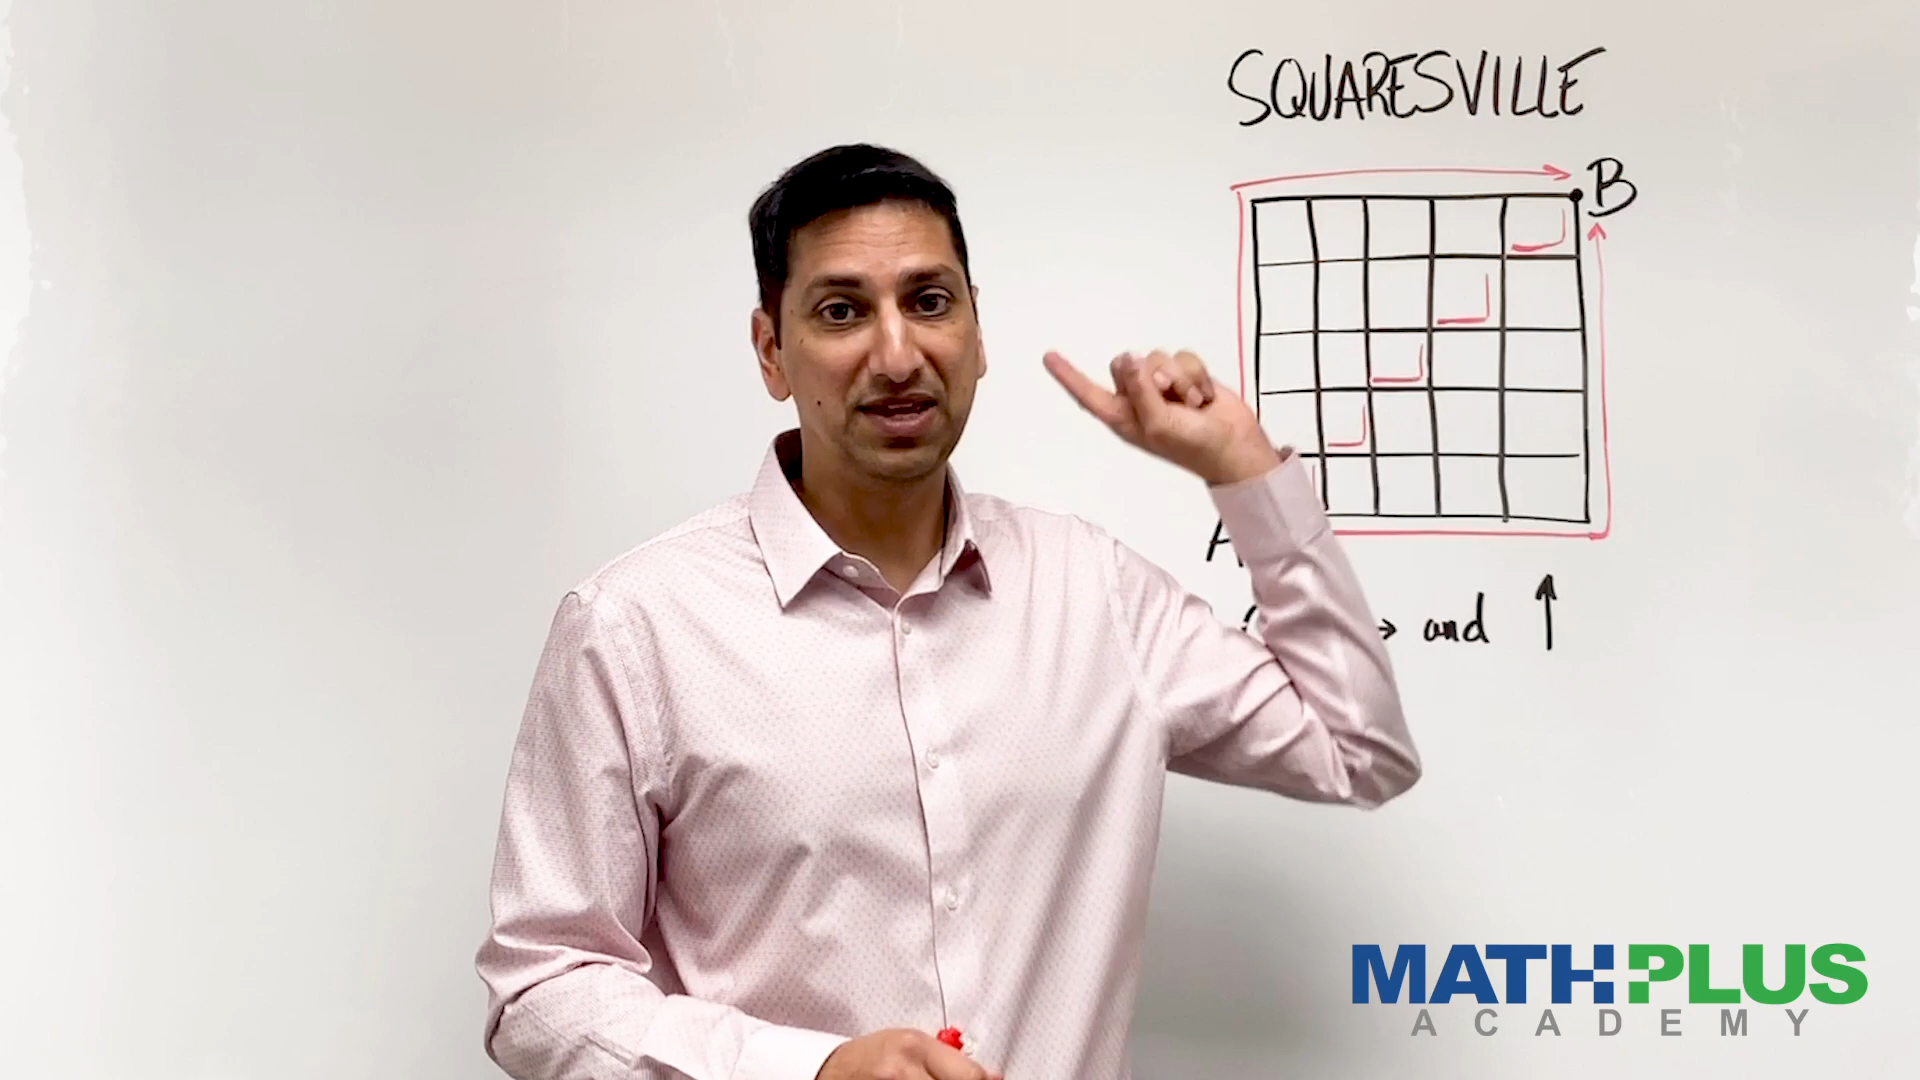 SQUARESVILLE
B
A
→ and ↑
MATHPLUS
ACADEMY